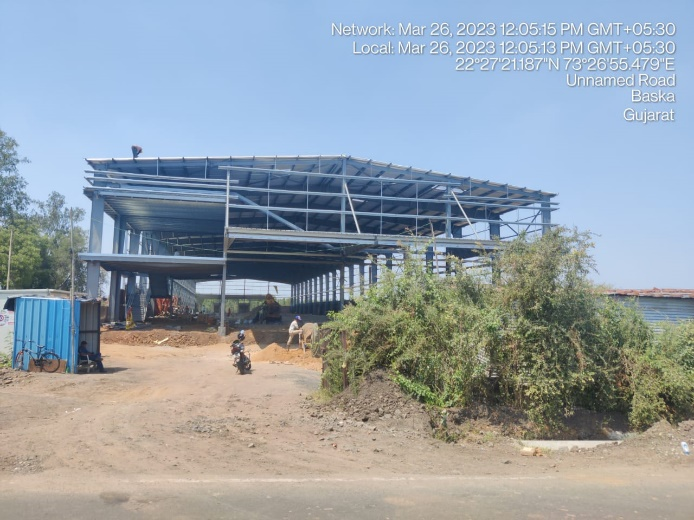 Network: Mar 26, 2023 12:05:15 PM GMT+05:30
Local: Mar 26, 2023 12:05:13 PM GMT+05:30
22°27'21.187"N 73°26'55.479"E
Unnamed Road
Baska
Gujarat